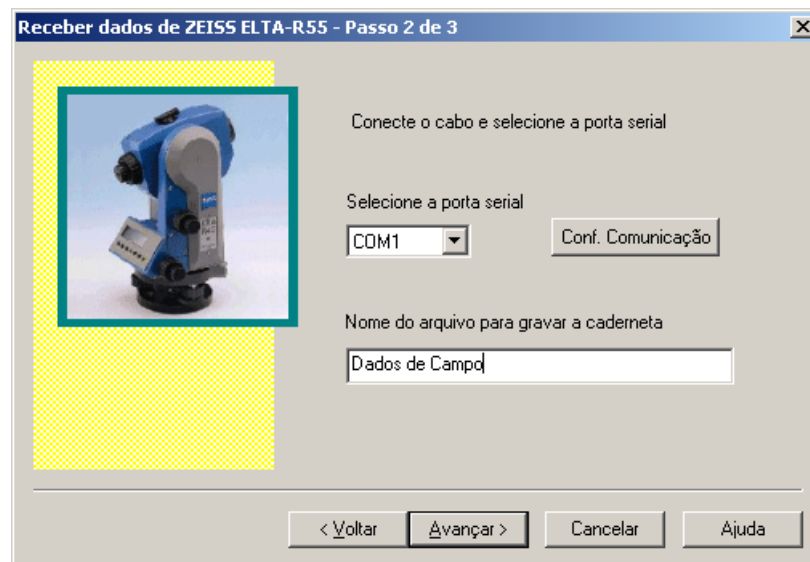 Receber dados de ZEISS ELTA-R55 - Passo 2 de 3
Conecte o cabo e selecione a porta serial
Selecione a porta serial
COM1
Conf. Comunicação
Nome do arquivo para gravar a caderneta
Dados de Campo
< Voltar
Avançar >
Cancelar
Ajuda